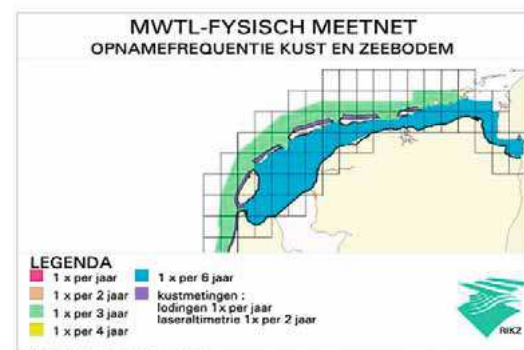 MWTL-FYSISCH MEETNET
OPNAMEFREQUENTIE KUST EN ZEEBODEM
LEGENDA
1 x per jaar
1 x per 2 jaar
1 x per 3 jaar
1 x per 4 jaar
1 x per 6 jaar
kustmetingen :
lodingen 1x per jaar
laseraltimetrie 1x per 2 jaar
RIKZ